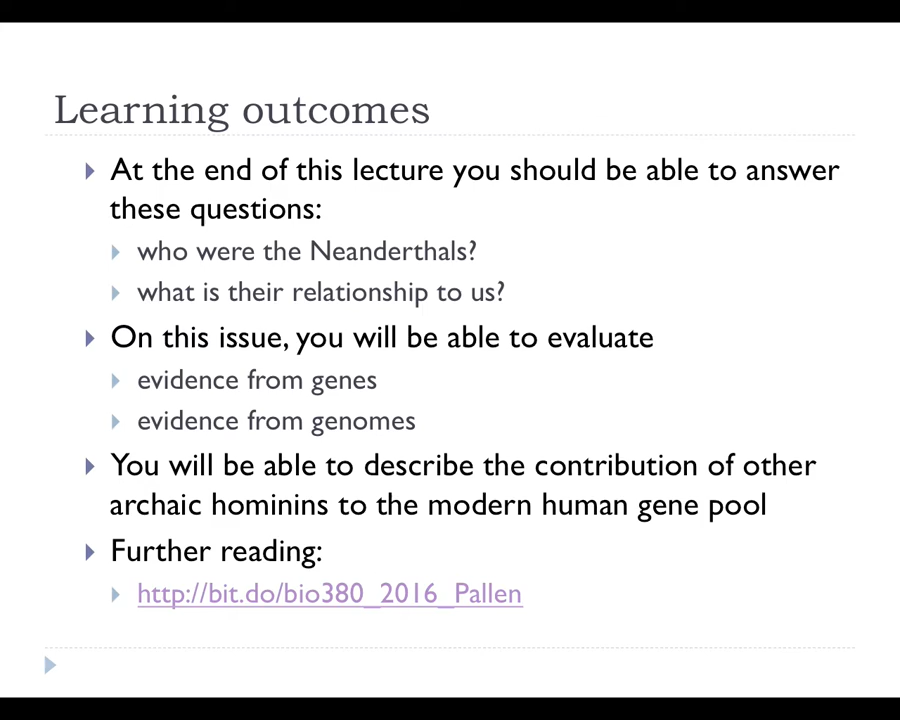 Learning outcomes
At the end of this lecture you should be able to answer
these questions:
who were the Neanderthals?
what is their relationship to us?
On this issue, you will be able to evaluate
evidence from genes
evidence from genomes
You will be able to describe the contribution of other
archaic hominins to the modern human gene pool
Further reading:
http://bit.do/bio380_2016_Pallen